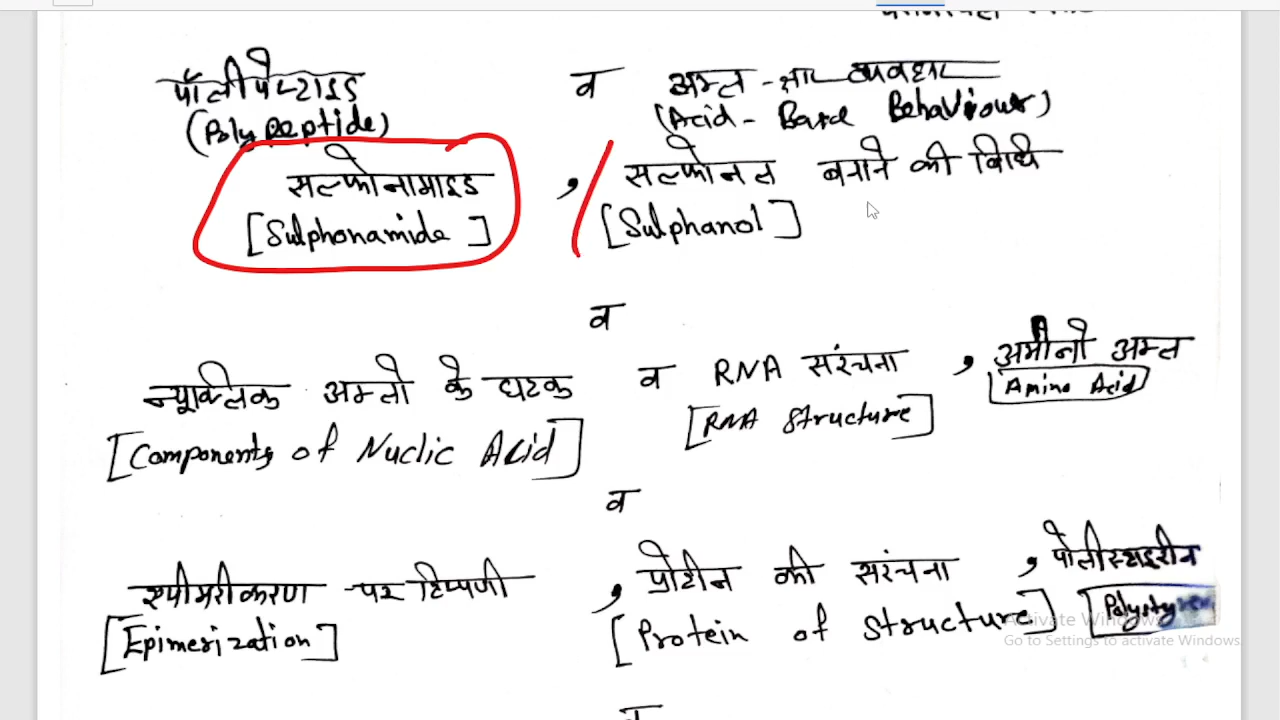 पॉलीपेप्टाइड व अम्ल - क्षार व्यवहार
(Poly peptide) (Acid - Base Behaviour)
सल्फोनामाइड , सल्फोनल बनाने की विधि
[Sulphonamide] [Sulphanol]
व
न्यूक्लिक अम्लो के घटक व RNA संरचना , अमीनो अम्ल
[Components of Nuclic Acid] [RNA Structure] Amino Acid
व
एपीमरीकरण -पर टिप्पणी , प्रोटीन की संरचना , पोलीस्टाइरीन
[Epimerization] [Protein of Structure]
Activate Windows
Go to Settings to activate Windows.
व